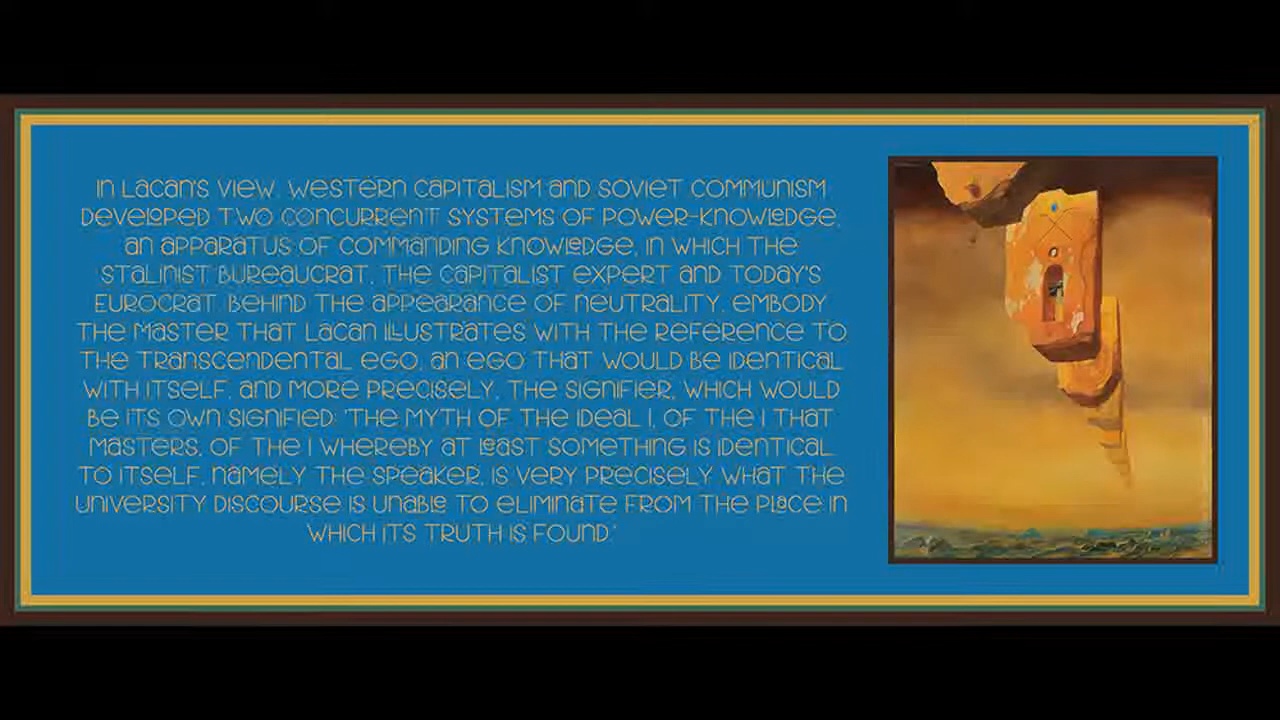 IN LACAN'S VIEW, WESTERN CAPITALISM AND SOVIET COMMUNISM
DEVELOPED TWO CONCURRENT SYSTEMS OF POWER-KNOWLEDGE,
AN APPARATUS OF COMMANDING KNOWLEDGE, IN WHICH THE
STALINIST BUREAUCRAT, THE CAPITALIST EXPERT AND TODAY'S
EUROCRAT BEHIND THE APPEARANCE OF NEUTRALITY, EMBODY
THE MASTER THAT LACAN ILLUSTRATES WITH THE REFERENCE TO
THE TRANSCENDENTAL EGO, AN EGO THAT WOULD BE IDENTICAL
WITH ITSELF, AND MORE PRECISELY, THE SIGNIFIER, WHICH WOULD
BE ITS OWN SIGNIFIED: 'THE MYTH OF THE IDEAL I, OF THE I THAT
MASTERS, OF THE I WHEREBY AT LEAST SOMETHING IS IDENTICAL
TO ITSELF, NAMELY THE SPEAKER, IS VERY PRECISELY WHAT THE
UNIVERSITY DISCOURSE IS UNABLE TO ELIMINATE FROM THE PLACE IN
WHICH ITS TRUTH IS FOUND.'